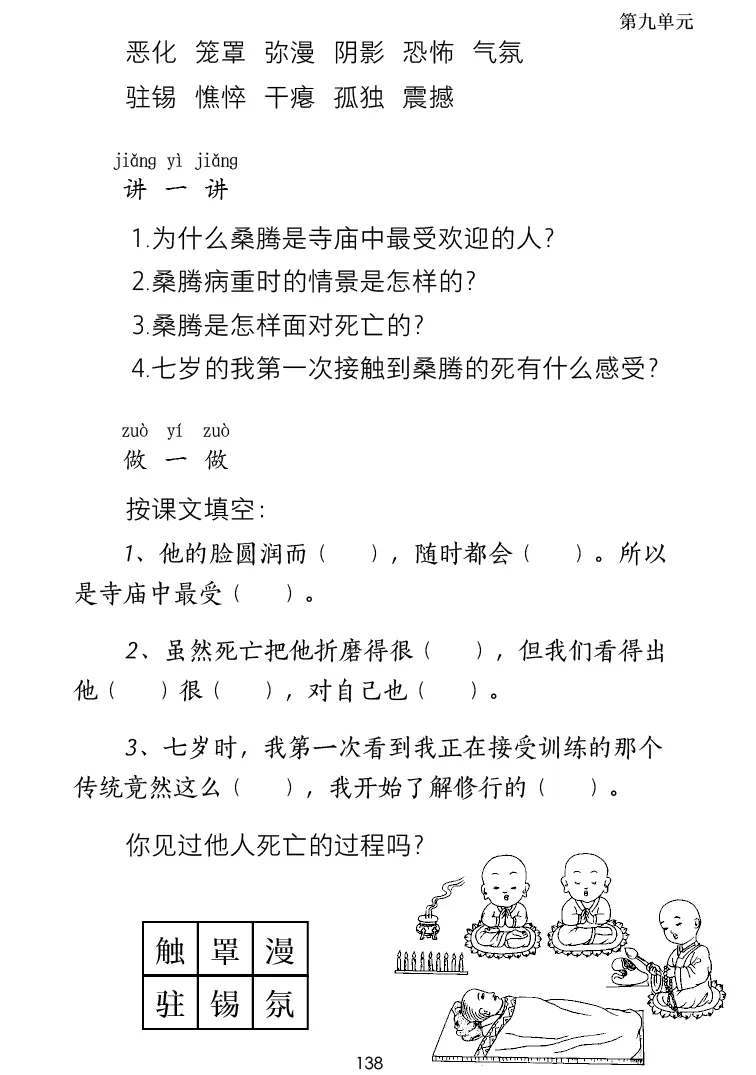 第九单元
恶化 笼罩 弥漫 阴影 恐怖 气氛
驻锡 憔悴 干瘪 孤独 震撼
jiǎng yì jiǎng
讲 一 讲
1.为什么桑腾是寺庙中最受欢迎的人？
2.桑腾病重时的情景是怎样的？
3.桑腾是怎样面对死亡的？
4.七岁的我第一次接触到桑腾的死有什么感受？
zuò yí zuò
做 一 做
按课文填空：
1、他的脸圆润而（ ），随时都会（ ）。所以
是寺庙中最受（ ）。
2、虽然死亡把他折磨得很（ ），但我们看得出
他（ ）很（ ），对自己也（ ）。
3、七岁时，我第一次看到我正在接受训练的那个
传统竟然这么（ ），我开始了解修行的（ ）。
你见过他人死亡的过程吗？
触 罩 漫
驻 锡 氛
138